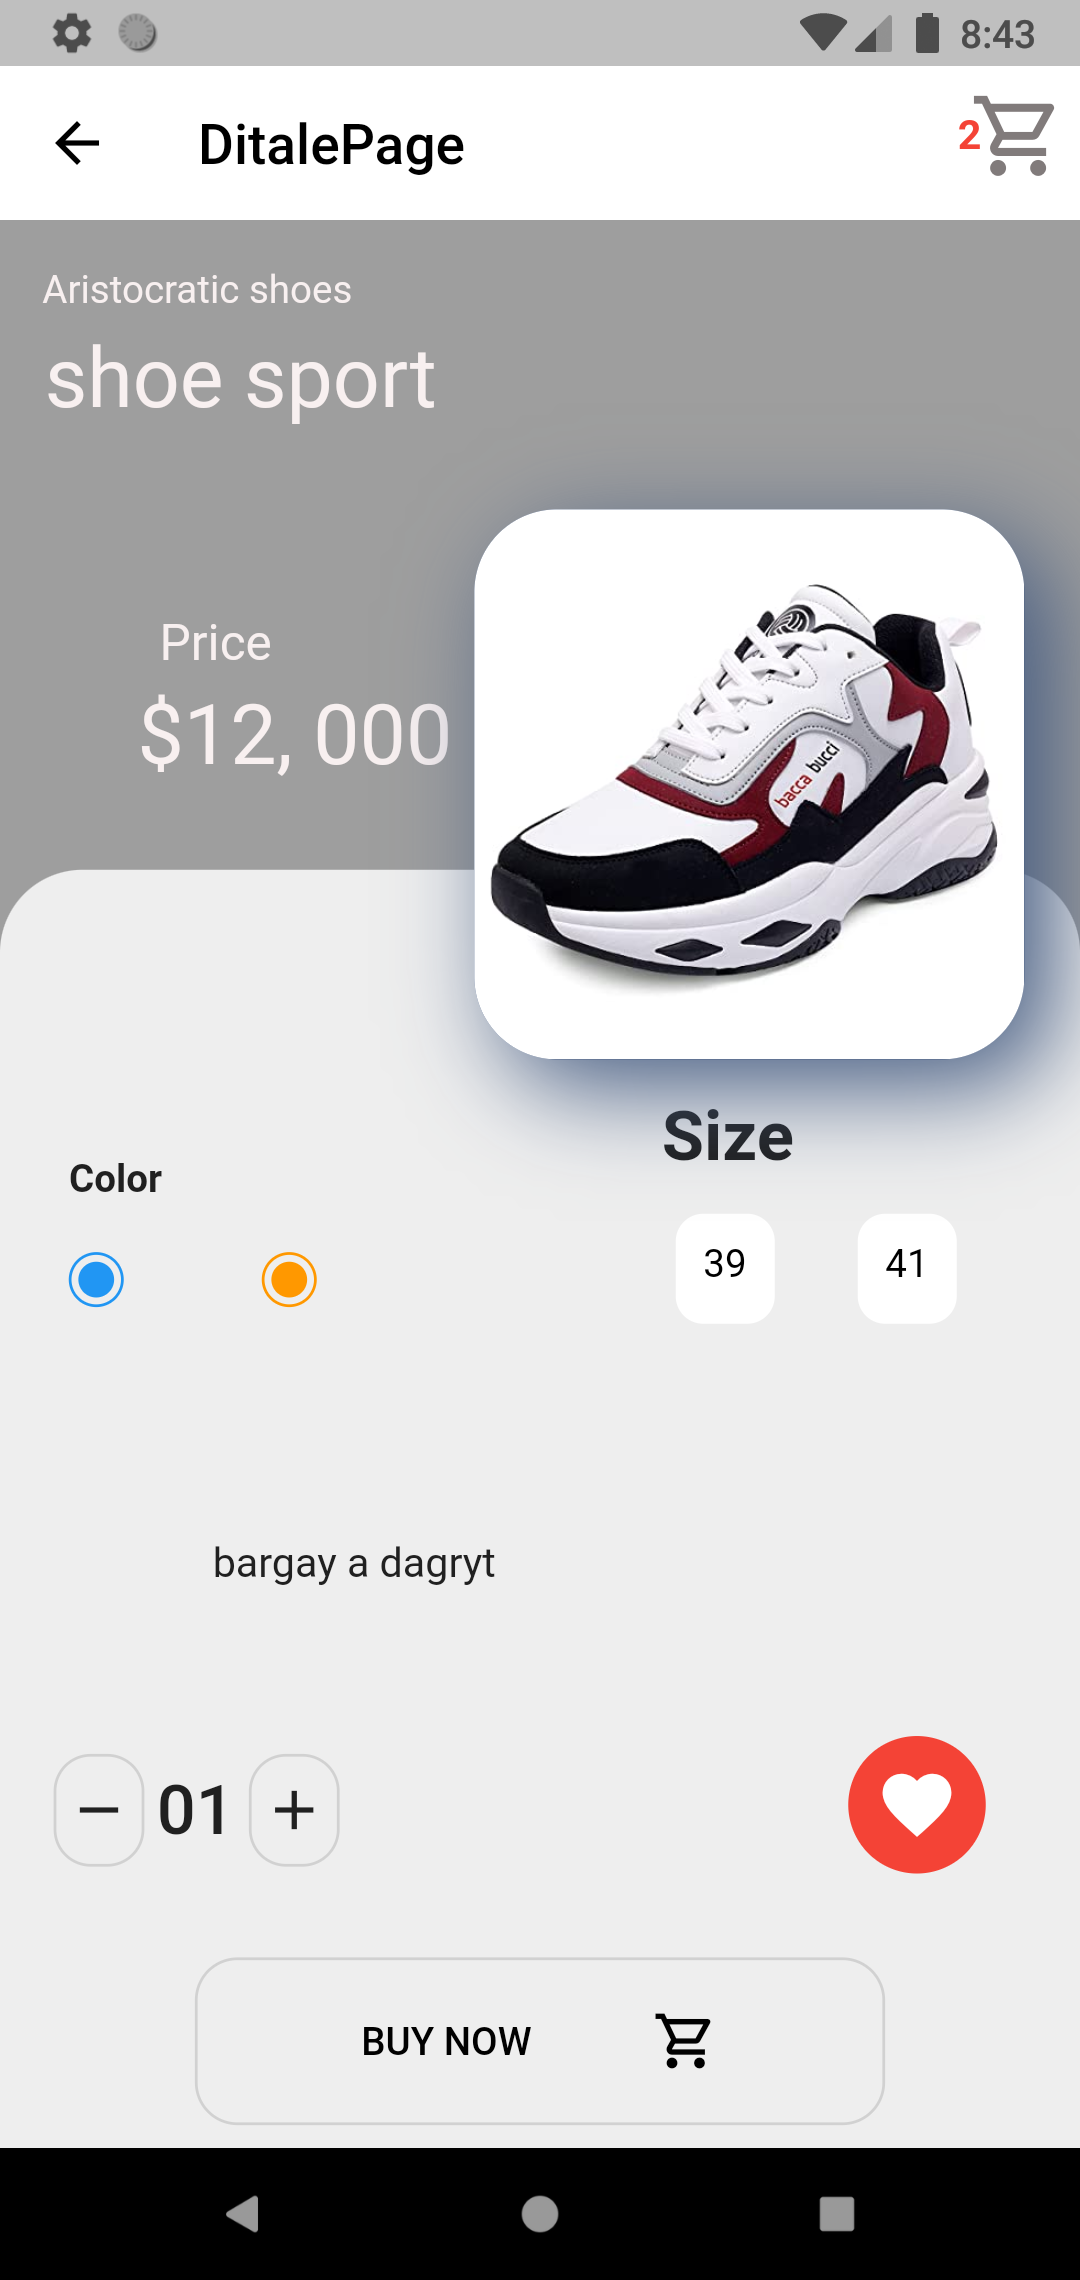 8:43
DitalePage
2
Aristocratic shoes
shoe sport
Price
$12, 000
bacca bucci
Size
Color
39
41
bargay a dagryt
01
BUY NOW